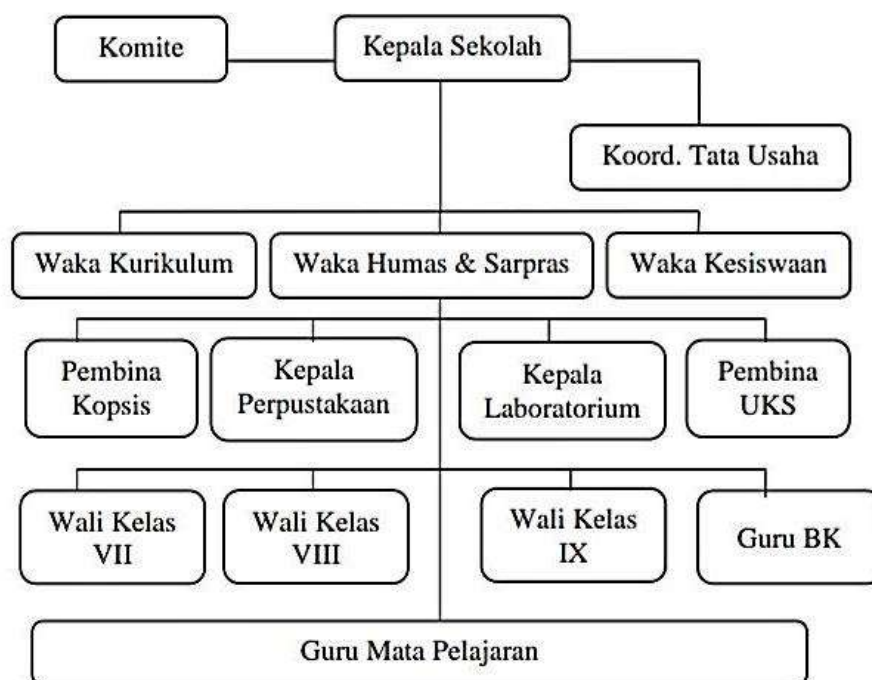 Komite
Kepala Sekolah
Koord. Tata Usaha
Waka Kurikulum
Waka Humas & Sarpras
Waka Kesiswaan
Pembina
Kopsis
Kepala
Perpustakaan
Kepala
Laboratorium
Pembina
UKS
Wali Kelas
VII
Wali Kelas
VIII
Wali Kelas
IX
Guru BK
Guru Mata Pelajaran